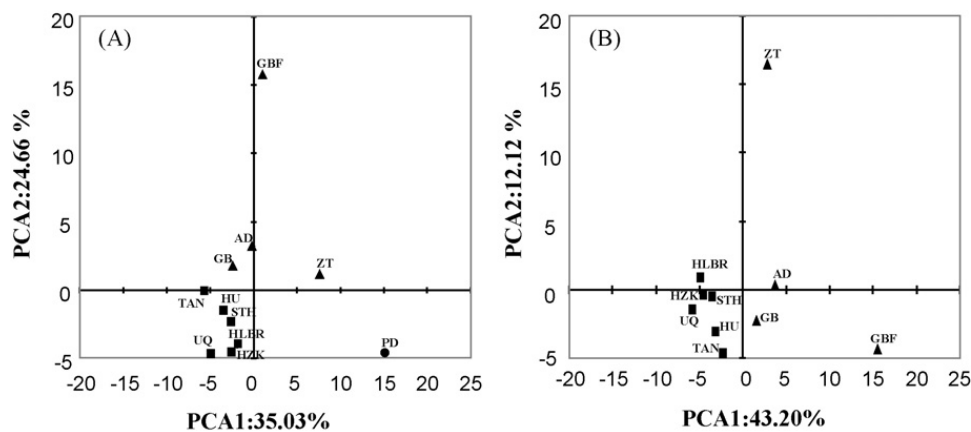 (A)
20
15
10
5
0
-5
PCA2:24.66 %
GBF
AD
GB
ZT
TAN
HU
STH
HLBR
UQ
HZK
PD
-20 -15 -10 -5 0 5 10 15 20 25
PCA1:35.03%
(B)
20
15
10
5
0
-5
PCA2:12.12 %
ZT
HLBR
AD
HZK
STH
UQ
GB
HU
TAN
GBF
-20 -15 -10 -5 0 5 10 15 20 25
PCA1:43.20%